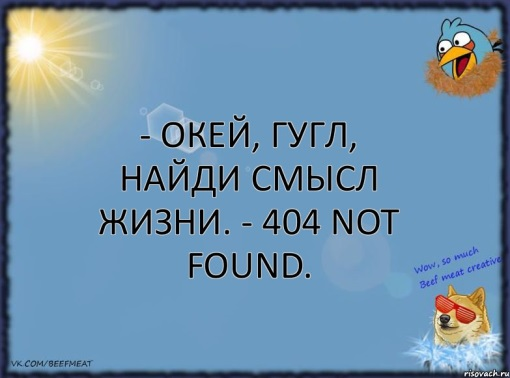 - ОКЕЙ, ГУГЛ,
НАЙДИ СМЫСЛ
ЖИЗНИ. - 404 NOT
FOUND.
Wow, so much
Beef meat creative
VK.COM/BEEFMEAT
risovach.ru